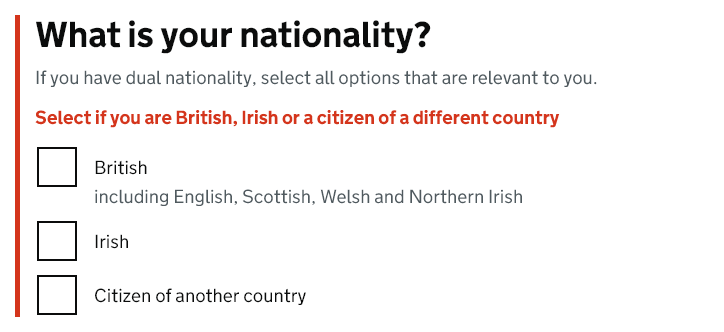 What is your nationality?
If you have dual nationality, select all options that are relevant to you.
Select if you are British, Irish or a citizen of a different country
British
including English, Scottish, Welsh and Northern Irish
Irish
Citizen of another country